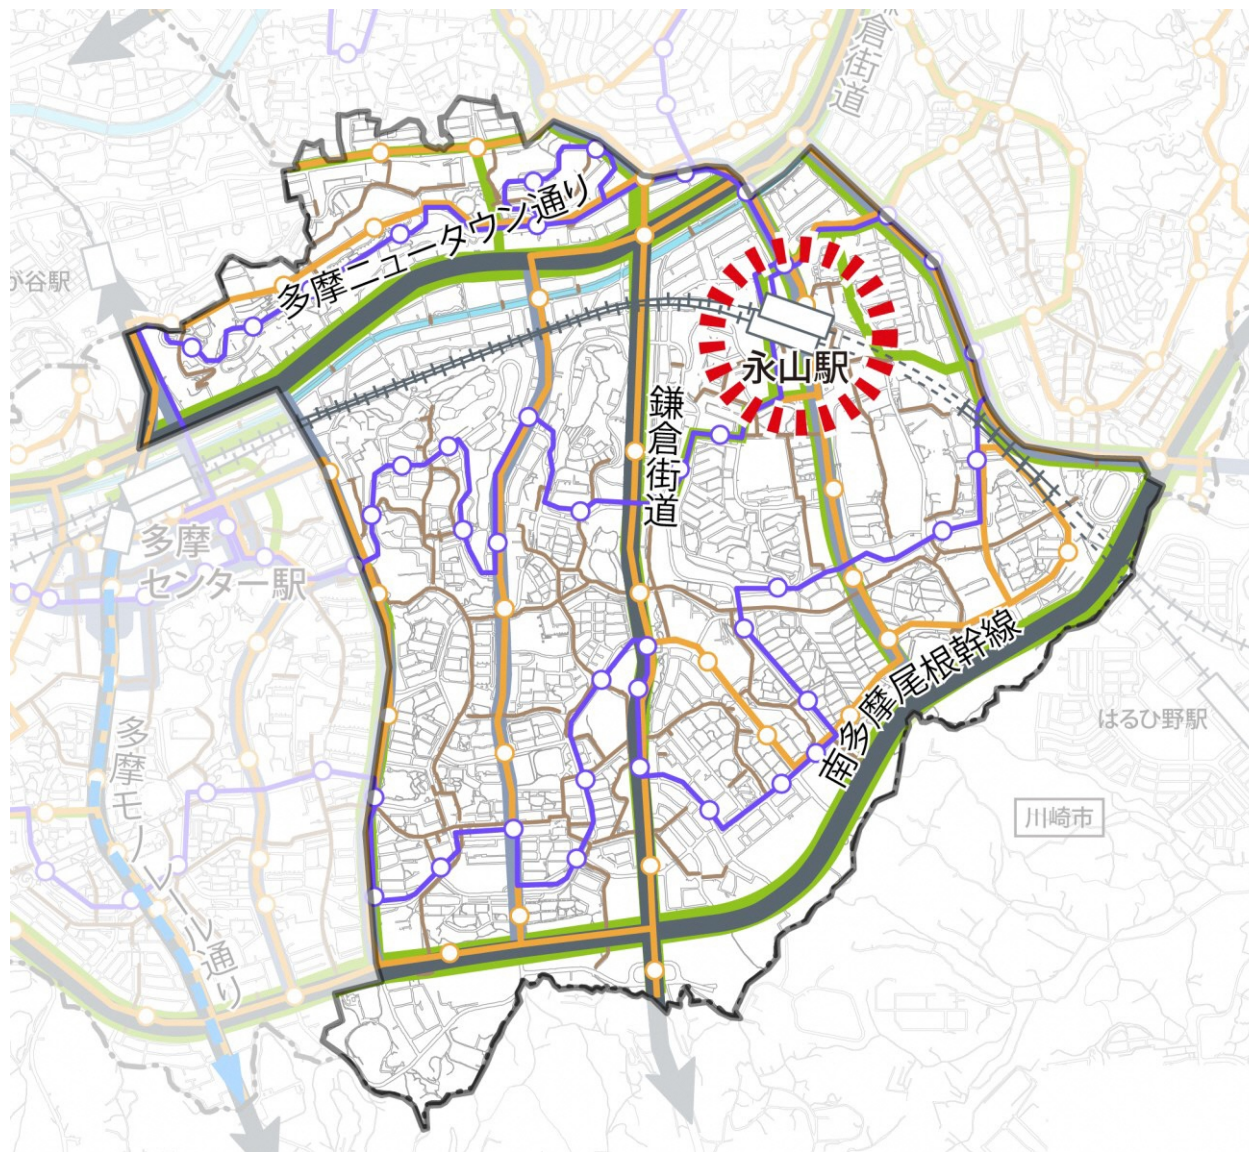 倉街道
が谷駅
多摩ニュータウン通り
永山駅
鎌倉街道
多摩
センター駅
南多摩尾根幹線
はるひ野駅
多摩モノレール通り
川崎市